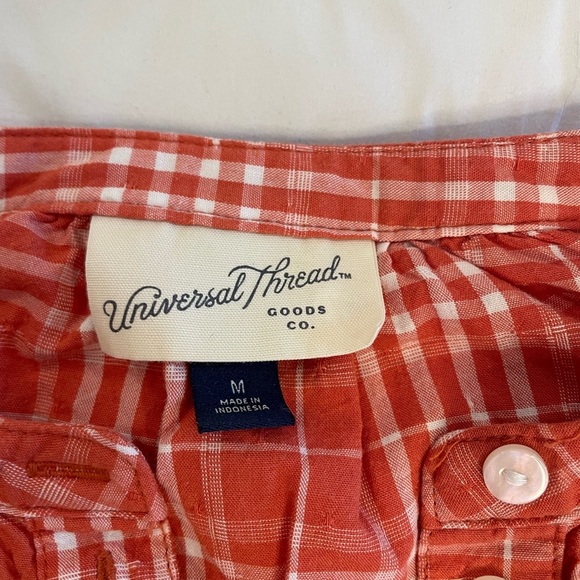 Universal Thread™
GOODS
CO.
M
MADE IN
INDONESIA